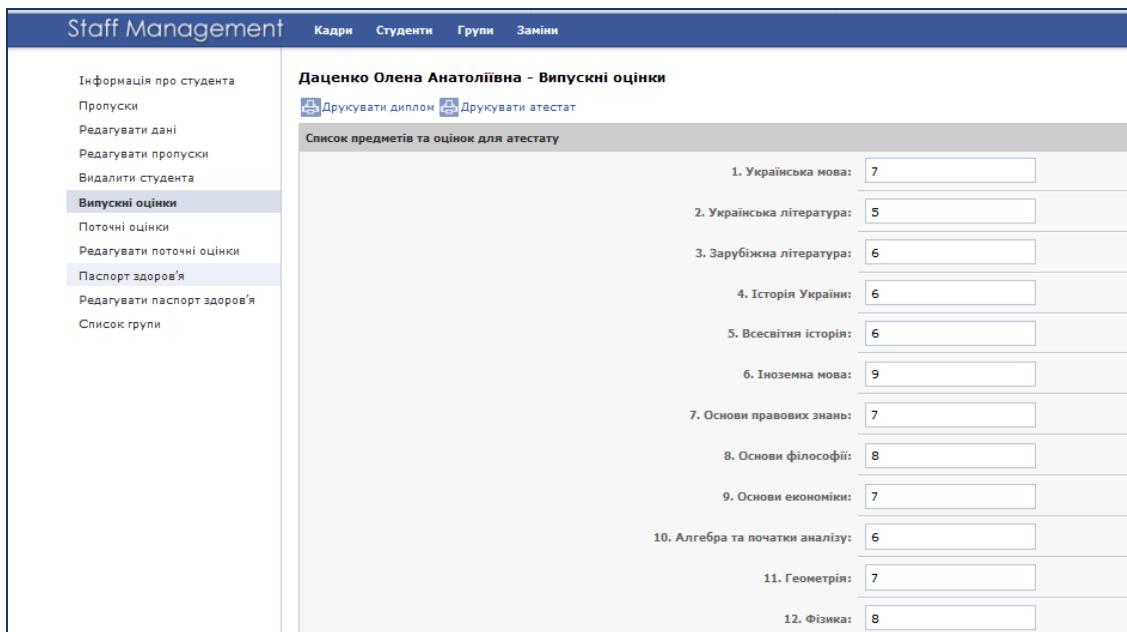 Staff Management
Кадри Студенти Групи Заміни
Інформація про студента
Пропуски
Редагувати дані
Редагувати пропуски
Видалити студента
Випускні оцінки
Поточні оцінки
Редагувати поточні оцінки
Паспорт здоров'я
Редагувати паспорт здоров'я
Список групи
Даценко Олена Анатоліївна - Випускні оцінки
Друкувати диплом Друкувати атестат
Список предметів та оцінок для атестату
1. Українська мова: 7
2. Українська література: 5
3. Зарубіжна література: 6
4. Історія України: 6
5. Всесвітня історія: 6
6. Іноземна мова: 9
7. Основи правових знань: 7
8. Основи філософії: 8
9. Основи економіки: 7
10. Алгебра та початки аналізу: 6
11. Геометрія: 7
12. Фізика: 8